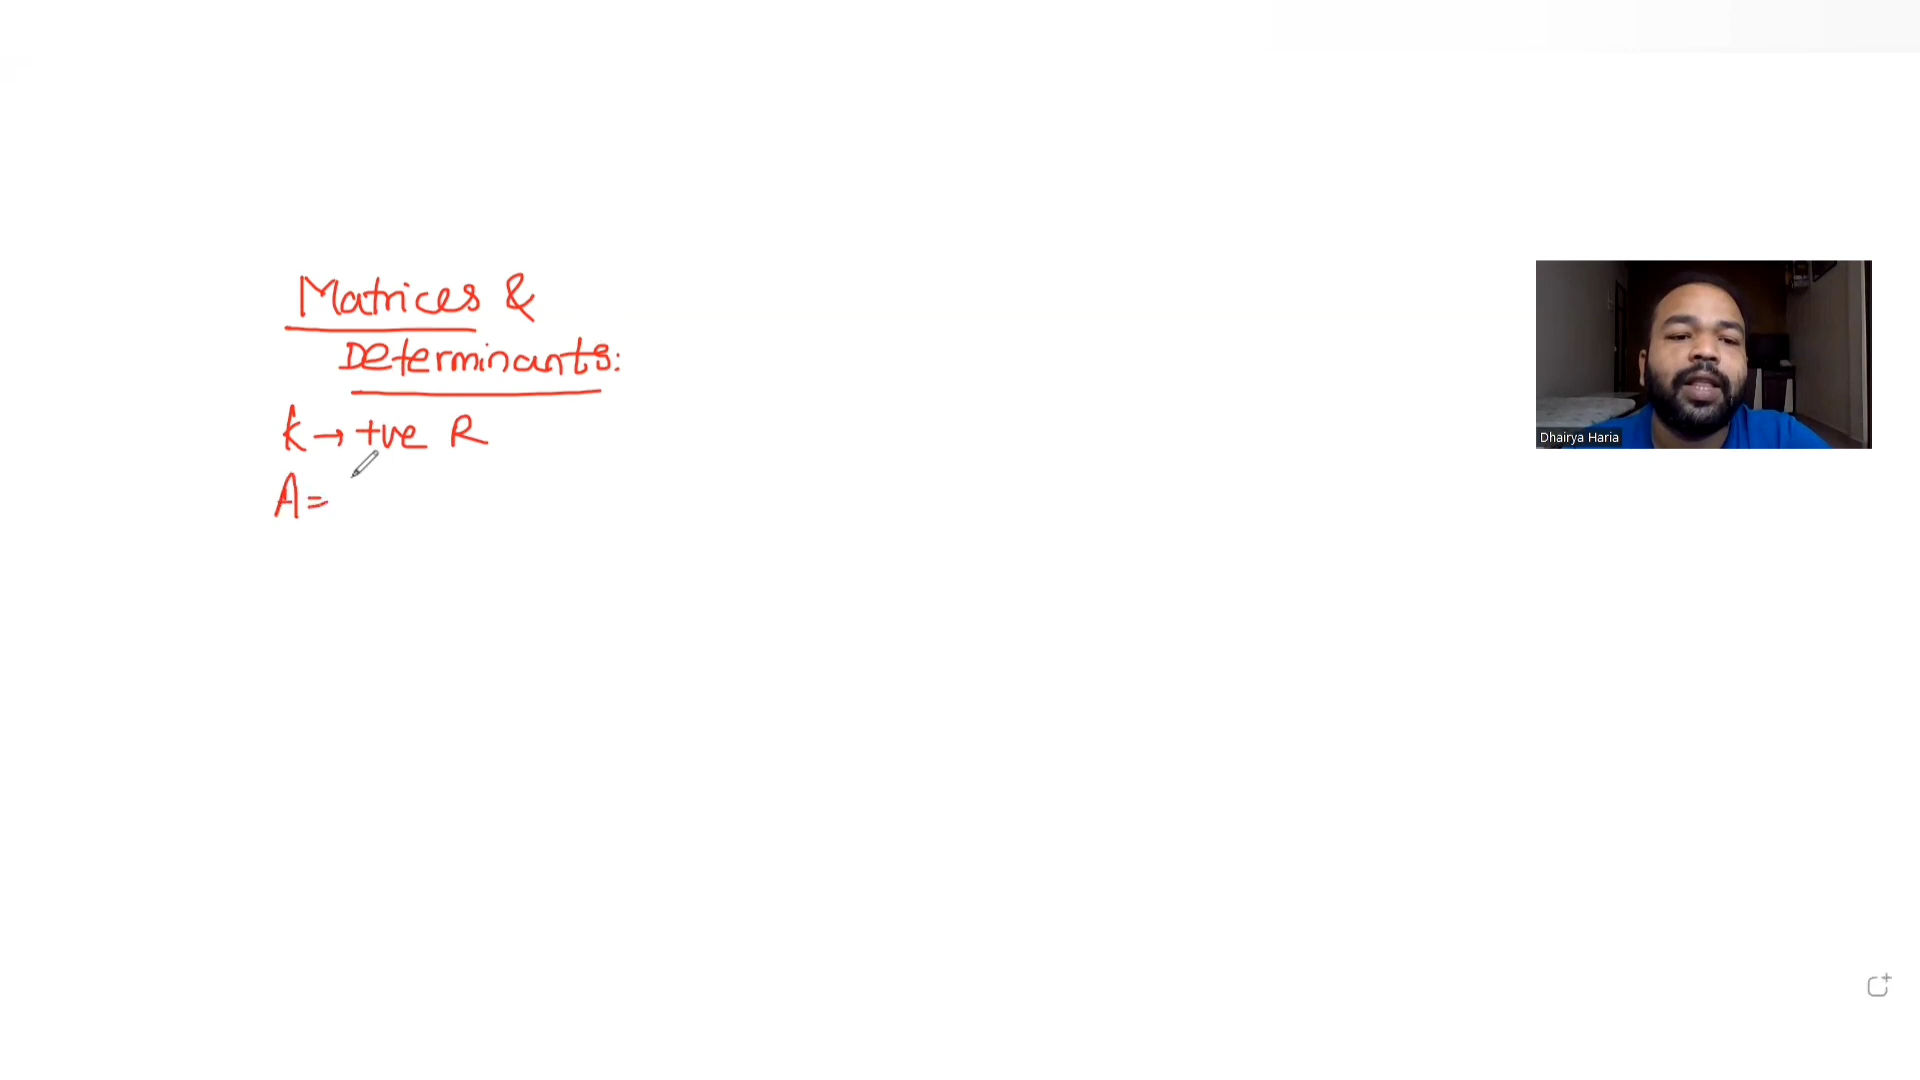 Matrices &
Determinants:
k → +ve R
A =
Dhairya Haria